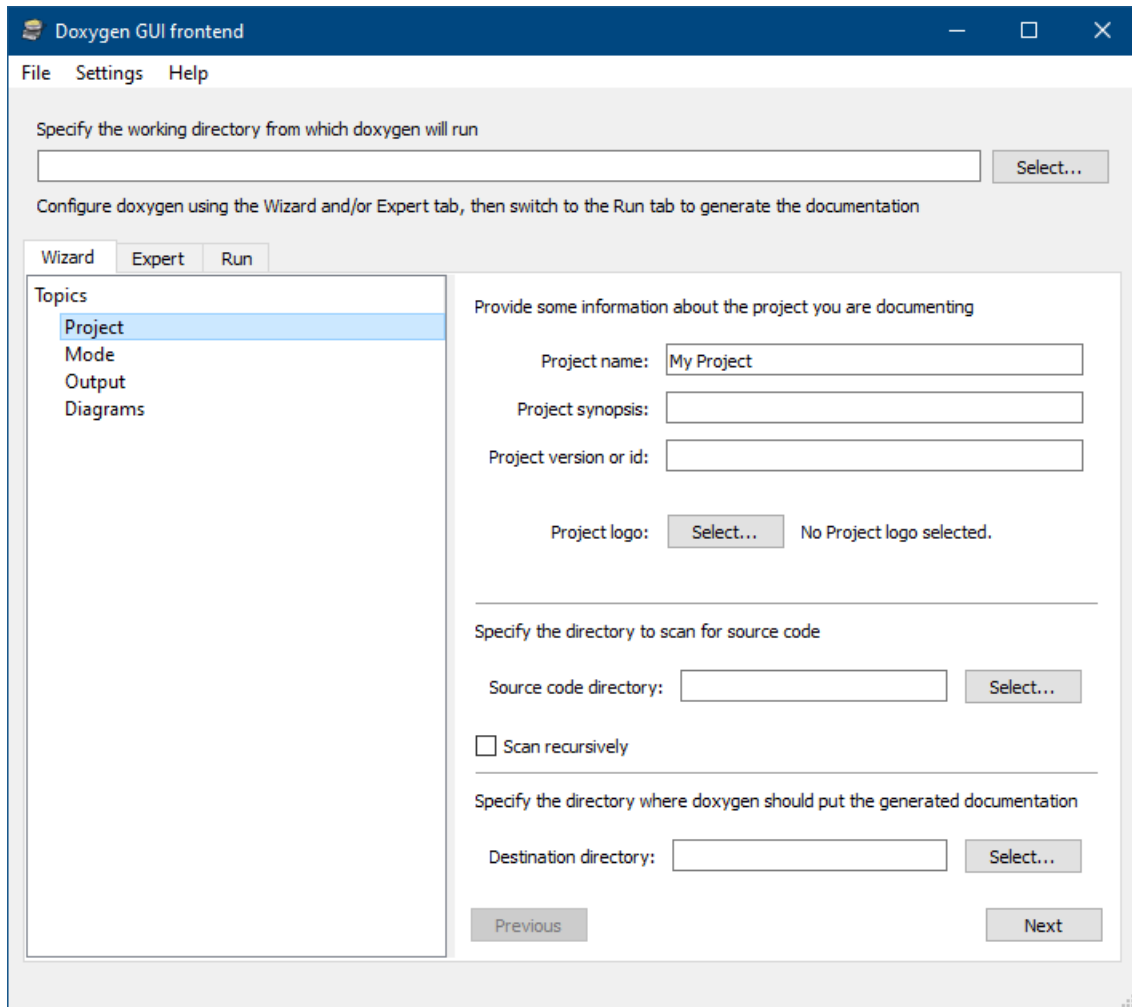 Doxygen GUI frontend
File Settings Help
Specify the working directory from which doxygen will run
Select...
Configure doxygen using the Wizard and/or Expert tab, then switch to the Run tab to generate the documentation
Wizard Expert Run
Topics
Project
Mode
Output
Diagrams
Provide some information about the project you are documenting
Project name: My Project
Project synopsis:
Project version or id:
Project logo: Select... No Project logo selected.
Specify the directory to scan for source code
Source code directory: Select...
Scan recursively
Specify the directory where doxygen should put the generated documentation
Destination directory: Select...
Previous Next